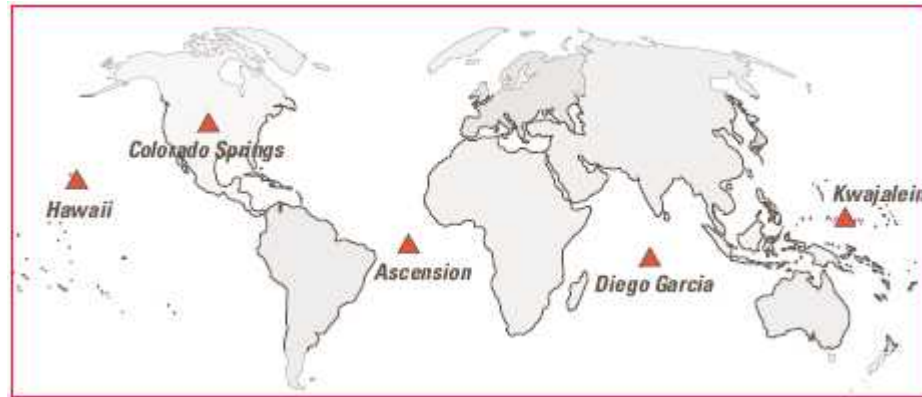 Colorado Springs
Hawaii
Kwajalein
Ascension
Diego Garcia